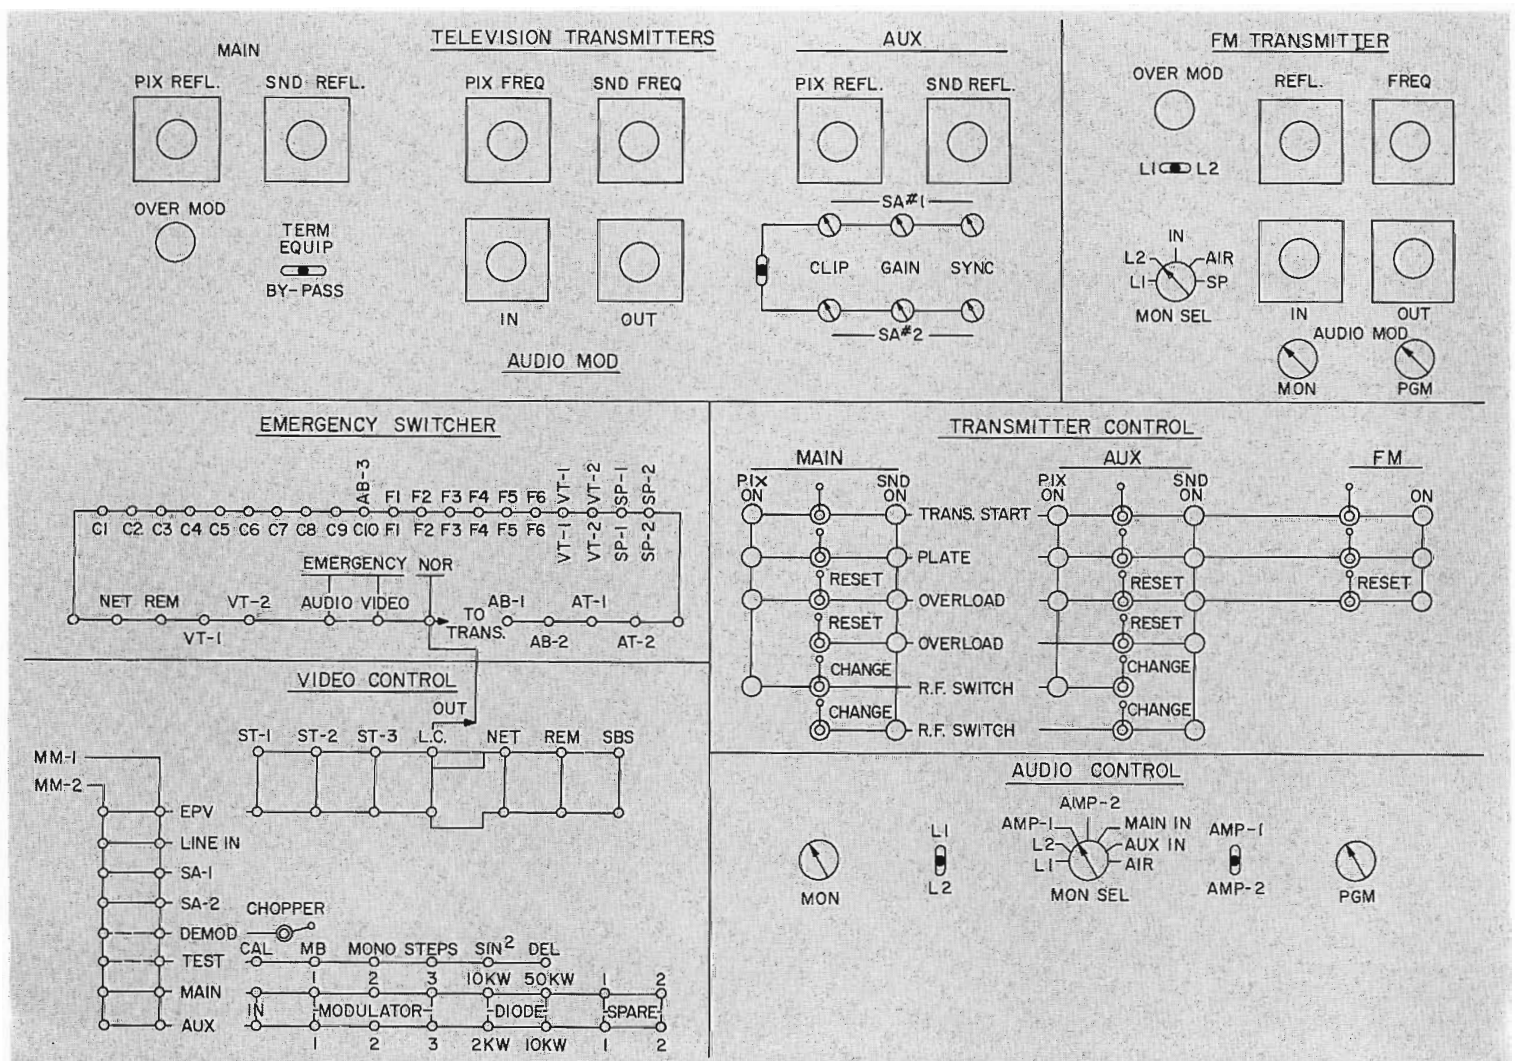 TELEVISION TRANSMITTERS
MAIN
AUX
PIX REFL. SND REFL. PIX FREQ SND FREQ PIX REFL. SND REFL.
OVER MOD
TERM
EQUIP
BY-PASS
IN OUT
AUDIO MOD
SA#1
CLIP GAIN SYNC
SA#2
FM TRANSMITTER
OVER MOD REFL. FREQ
L1 L2
IN
L2 AIR
L1 SP.
MON SEL
IN OUT
AUDIO MOD
MON PGM
EMERGENCY SWITCHER
AB-3 F1 F2 F3 F4 F5 F6 VT-1 VT-2 SP-1 SP-2
C1 C2 C3 C4 C5 C6 C7 C8 C9 C10 F1 F2 F3 F4 F5 F6 VT-1 VT-2 SP-1 SP-2
EMERGENCY NOR
NET REM VT-2 AUDIO VIDEO AB-1 AT-1
TO
TRANS.
VT-1 AB-2 AT-2
TRANSMITTER CONTROL
MAIN AUX FM
PIX SND PIX SND
ON ON ON ON ON
TRANS. START
PLATE
RESET RESET RESET
OVERLOAD
RESET RESET
OVERLOAD
CHANGE CHANGE
R.F. SWITCH
CHANGE CHANGE
R.F. SWITCH
VIDEO CONTROL
OUT
ST-1 ST-2 ST-3 L.C. NET REM SBS
MM-1
MM-2
EPV
LINE IN
SA-1
SA-2
CHOPPER
DEMOD
CAL MB MONO STEPS SIN2 DEL
TEST
1 2 3 10KW 50KW 1 2
MAIN
IN MODULATOR DIODE SPARE
AUX
1 2 3 2KW 10KW 1 2
AUDIO CONTROL
AMP-2
L1 AMP-1 MAIN IN AMP-1
L2 AUX IN
L1 AIR
L2 AMP-2
MON MON SEL PGM